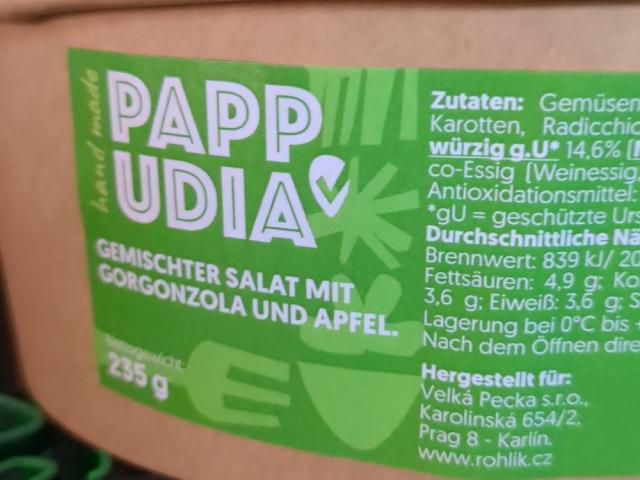 hand made
PAPP
UDIA
GEMISCHTER SALAT MIT
GORGONZOLA UND APFEL.
Nettogewicht:
235 g
Zutaten: Gemüsem
Karotten, Radicchio
würzig g.U* 14,6% [M
co-Essig [Weinessig,
Antioxidationsmittel:
*gU = geschützte Ur
Durchschnittliche Nä
Brennwert: 839 kJ/ 20
Fettsäuren: 4,9 g; Ko
3,6 g; Eiweiß: 3,6 g; S
Lagerung bei 0°C bis
Nach dem Öffnen dire
Hergestellt für:
Velká Pecka s.r.o.,
Karolinská 654/2,
Prag 8 - Karlín.
www.rohlik.cz